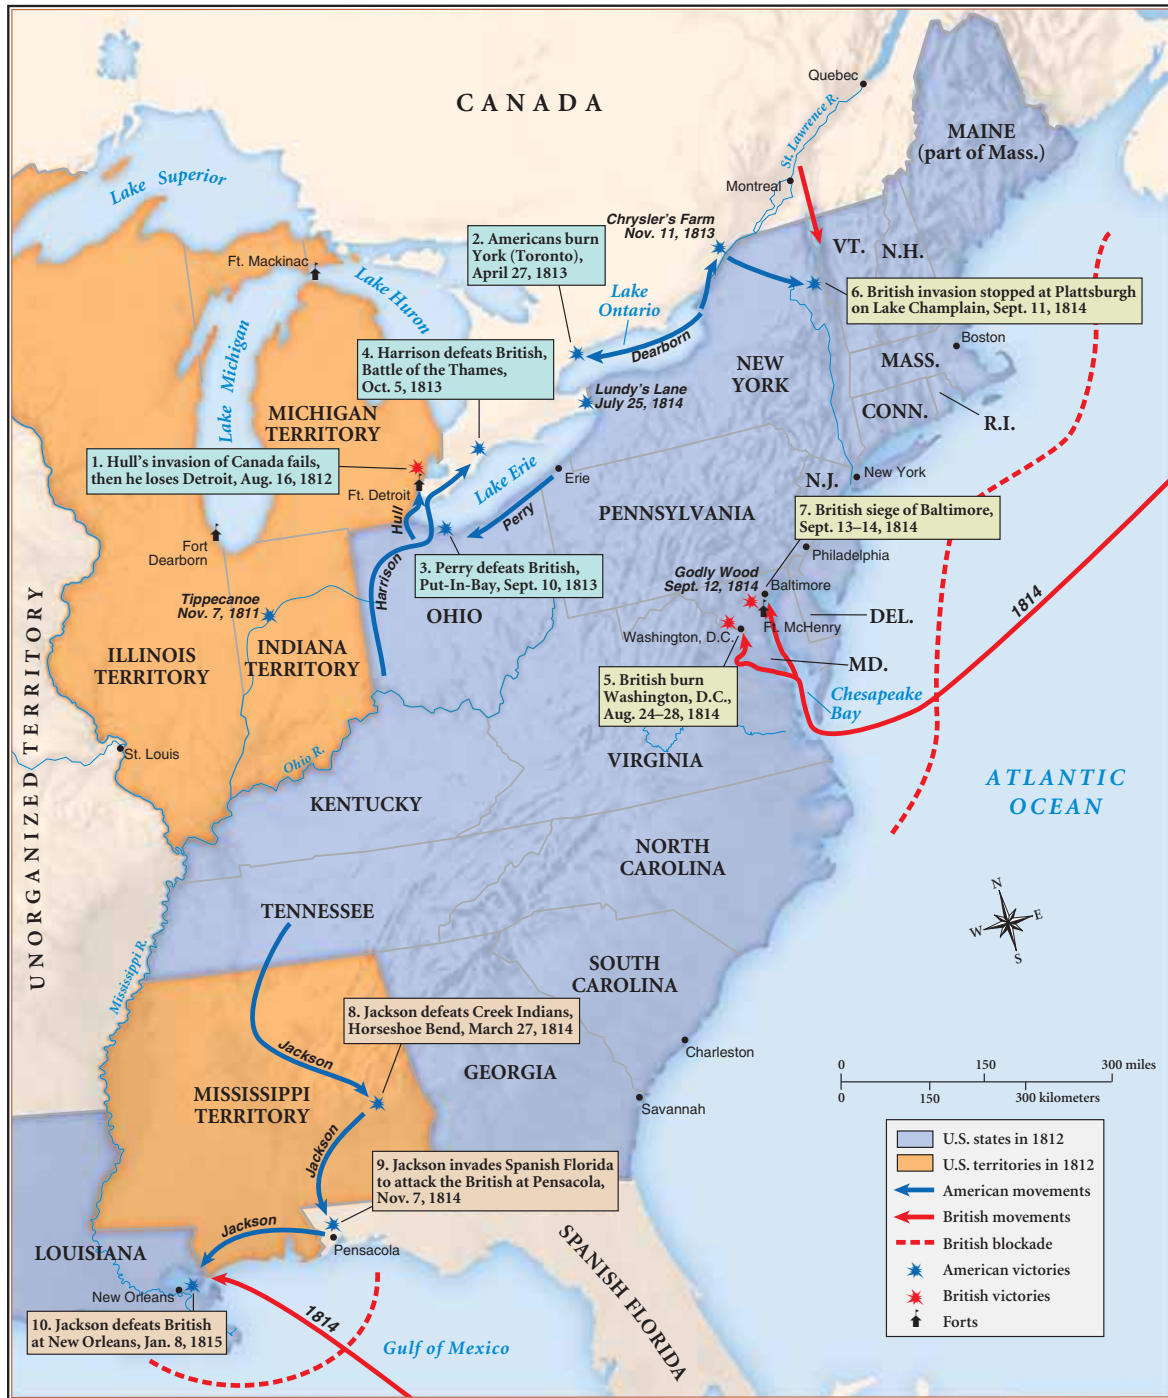 CANADA
Quebec
St. Lawrence R.
MAINE
(part of Mass.)
Lake Superior
Montreal
Chrysler's Farm
Nov. 11, 1813
VT.
N.H.
2. Americans burn
York (Toronto),
April 27, 1813
Ft. Mackinac
Lake Huron
Lake
Ontario
6. British invasion stopped at Plattsburgh
on Lake Champlain, Sept. 11, 1814
Lake Michigan
Dearborn
Boston
4. Harrison defeats British,
Battle of the Thames,
Oct. 5, 1813
NEW
YORK
MASS.
Lundy's Lane
July 25, 1814
CONN.
R.I.
MICHIGAN
TERRITORY
1. Hull's invasion of Canada fails,
then he loses Detroit, Aug. 16, 1812
Ft. Detroit
Lake Erie
Erie
N.J.
New York
Hull
Perry
PENNSYLVANIA
7. British siege of Baltimore,
Sept. 13–14, 1814
Fort
Dearborn
Philadelphia
3. Perry defeats British,
Put-In-Bay, Sept. 10, 1813
Godly Wood
Sept. 12, 1814
Baltimore
Harrison
Tippecanoe
Nov. 7, 1811
OHIO
Ft. McHenry
DEL.
1814
Washington, D.C.
ILLINOIS
TERRITORY
INDIANA
TERRITORY
MD.
5. British burn
Washington, D.C.,
Aug. 24–28, 1814
Chesapeake
Bay
UNORGANIZED TERRITORY
St. Louis
Ohio R.
VIRGINIA
ATLANTIC
OCEAN
KENTUCKY
NORTH
CAROLINA
N
E
W
S
TENNESSEE
Mississippi R.
SOUTH
CAROLINA
8. Jackson defeats Creek Indians,
Horseshoe Bend, March 27, 1814
Jackson
Charleston
GEORGIA
0 150 300 miles
0 150 300 kilometers
MISSISSIPPI
TERRITORY
Savannah
Jackson
9. Jackson invades Spanish Florida
to attack the British at Pensacola,
Nov. 7, 1814
Jackson
LOUISIANA
Pensacola
SPANISH FLORIDA
New Orleans
10. Jackson defeats British
at New Orleans, Jan. 8, 1815
1814
Gulf of Mexico
U.S. states in 1812
U.S. territories in 1812
American movements
British movements
British blockade
American victories
British victories
Forts